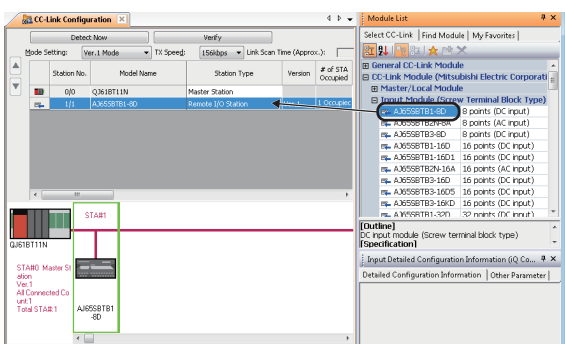 CC-Link Configuration
Detect Now
Verify
Mode Setting:
Ver.1 Mode
TX Speed:
156kbps
Link Scan Time (Approx.):
Station No.
Model Name
Station Type
Version
# of STA Occupied
0/0
QJ61BT11N
Master Station
1/1
AJ65SBTB1-8D
Remote I/O Station
Ver.1
1 Occupied
STA#1
QJ61BT11N
STA#0 Master St
ation
Ver.1
All Connected Co
unt:1
Total STA#:1
AJ65SBTB1
-8D
Module List
Select CC-Link
Find Module
My Favorites
General CC-Link Module
CC-Link Module (Mitsubishi Electric Corporati
Master/Local Module
Input Module (Screw Terminal Block Type)
AJ65SBTB1-8D 8 points (DC input)
AJ65SBTB2N-8A 8 points (AC input)
AJ65SBTB3-8D 8 points (DC input)
AJ65SBTB1-16D 16 points (DC input)
AJ65SBTB1-16D1 16 points (DC input)
AJ65SBTB2N-16A 16 points (AC input)
AJ65SBTB3-16D 16 points (DC input)
AJ65SBTB3-16D5 16 points (DC input)
AJ65SBTB3-16KD 16 points (DC input)
AJ65SBTB1-32D 32 points (DC input)
[Outline]
DC input module (Screw terminal block type)
[Specification]
Input Detailed Configuration Information (iQ Co...
Detailed Configuration Information
Other Parameter